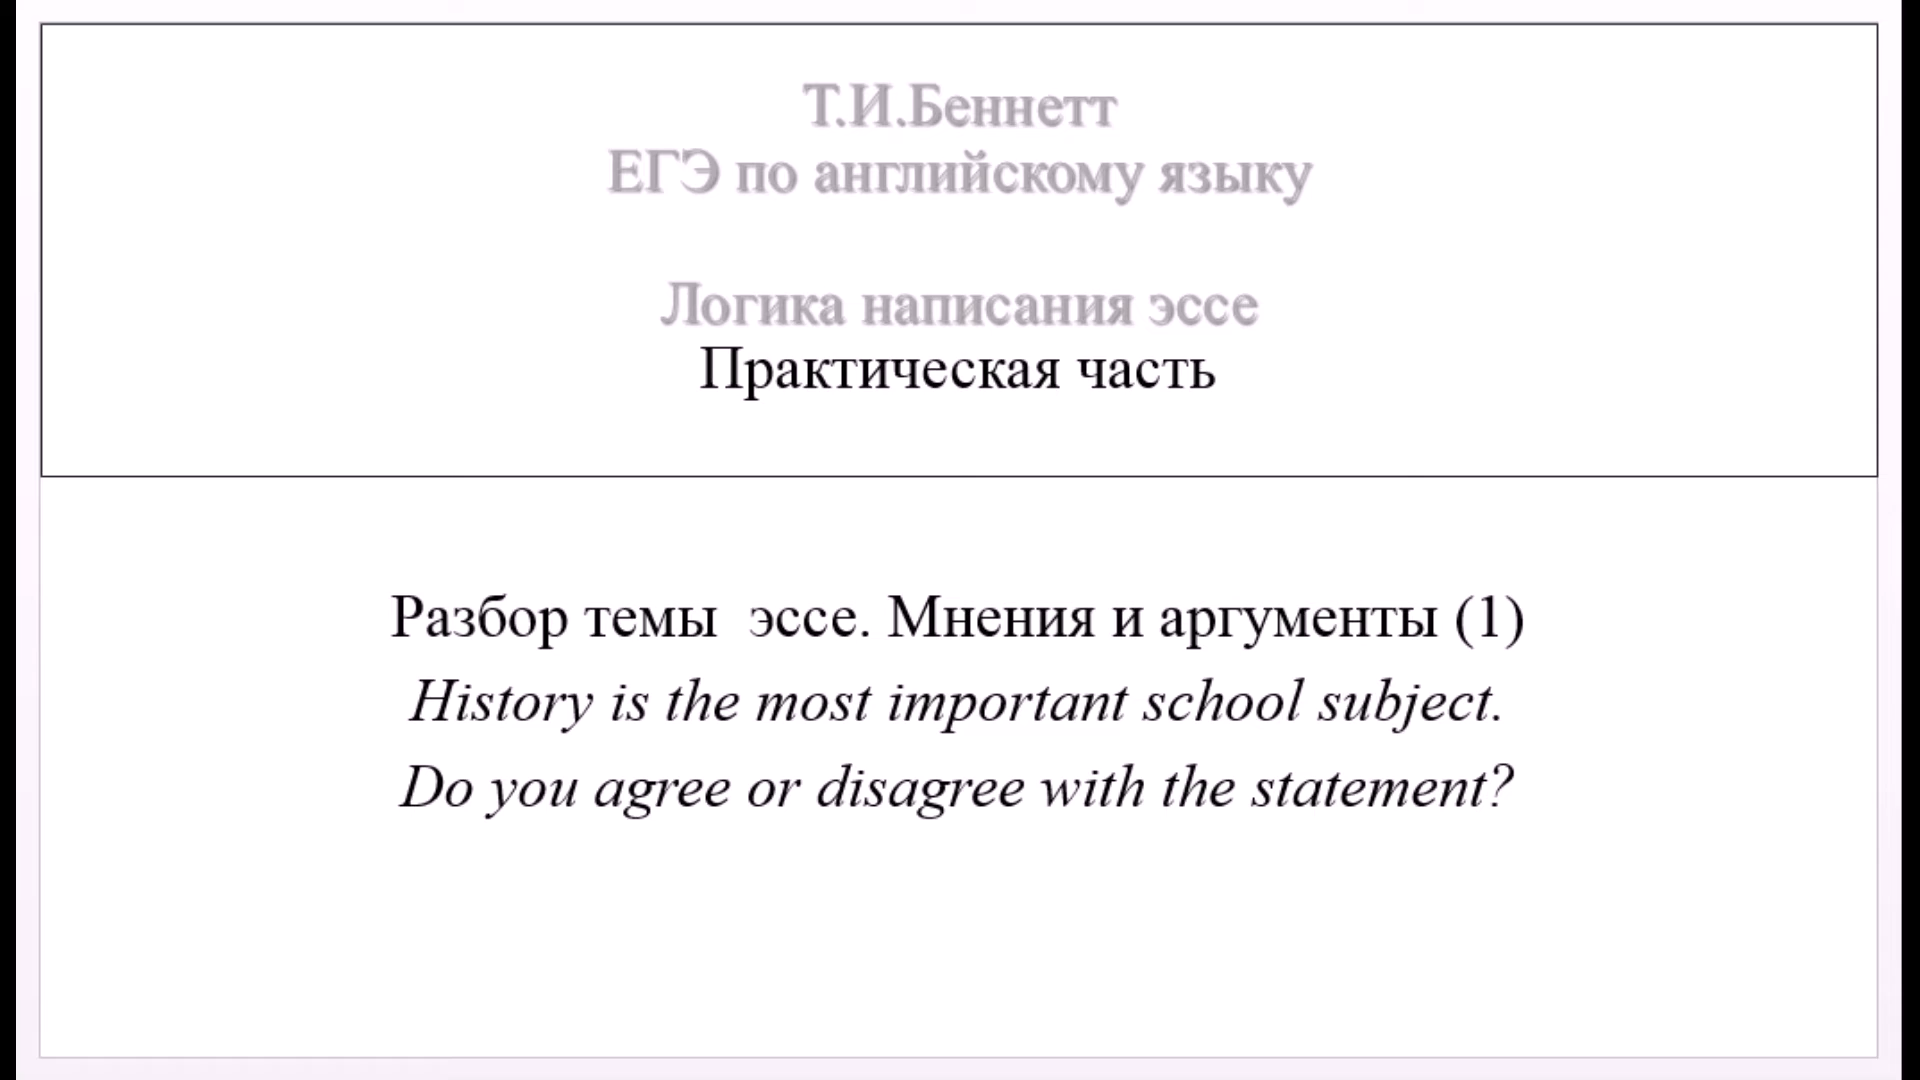 Т.И.Беннетт
ЕГЭ по английскому языку
Логика написания эссе
Практическая часть
Разбор темы эссе. Мнения и аргументы (1)
History is the most important school subject.
Do you agree or disagree with the statement?